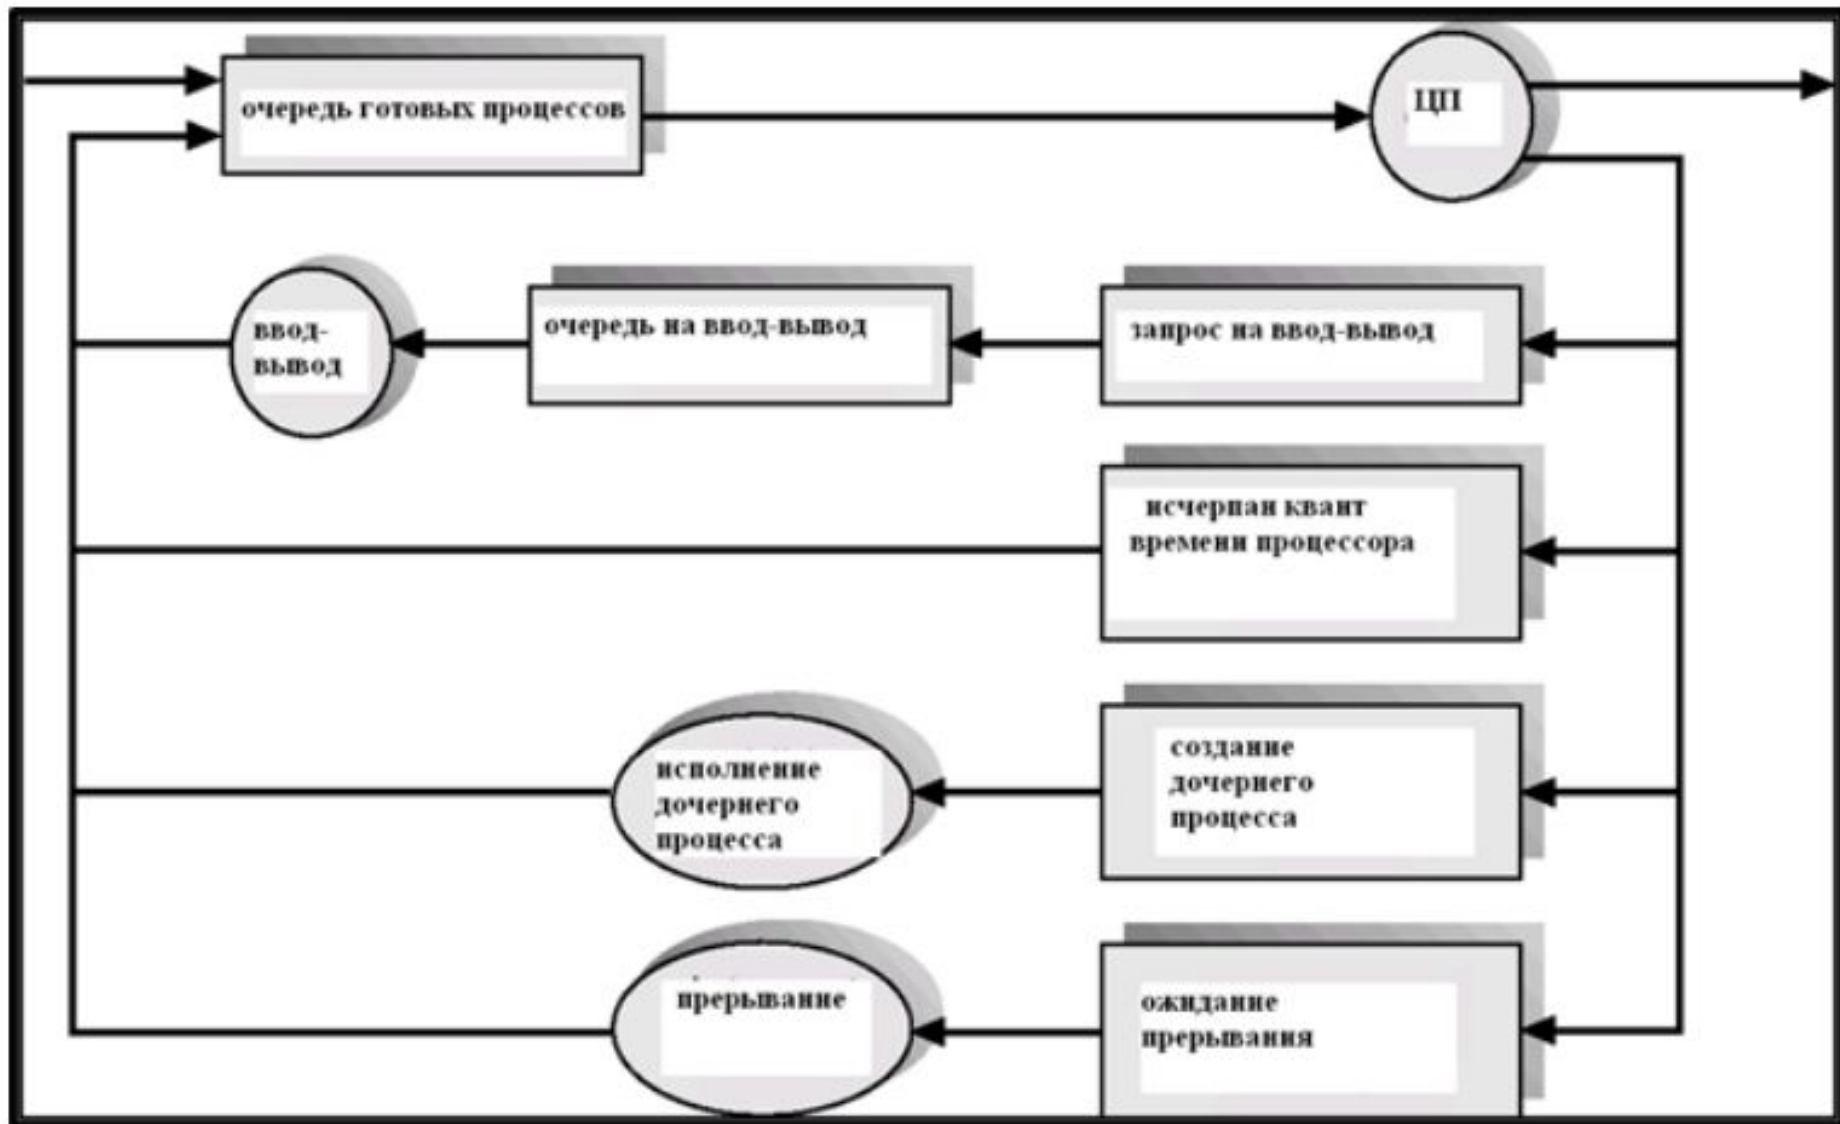 очередь готовых процессов
ЦП
ввод-
вывод
очередь на ввод-вывод
запрос на ввод-вывод
исчерпан квант
времени процессора
исполнение
дочернего
процесса
создание
дочернего
процесса
прерывание
ожидание
прерывания